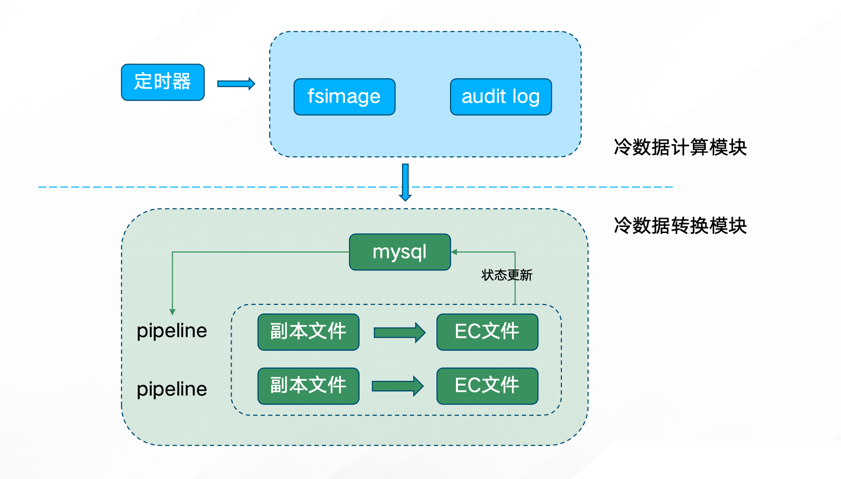 定时器
fsimage
audit log
冷数据计算模块
冷数据转换模块
mysql
状态更新
pipeline
副本文件
EC文件
pipeline
副本文件
EC文件